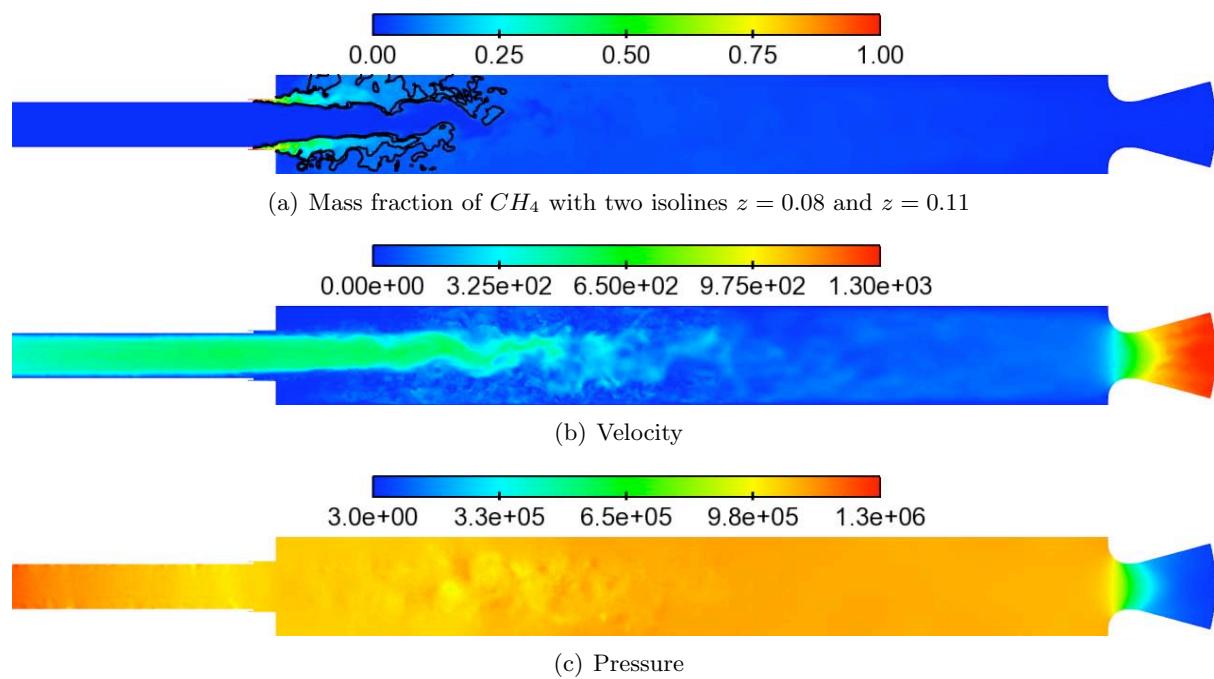 0.00 0.25 0.50 0.75 1.00
(a) Mass fraction of CH₄ with two isolines z = 0.08 and z = 0.11
0.00e+00 3.25e+02 6.50e+02 9.75e+02 1.30e+03
(b) Velocity
3.0e+00 3.3e+05 6.5e+05 9.8e+05 1.3e+06
(c) Pressure